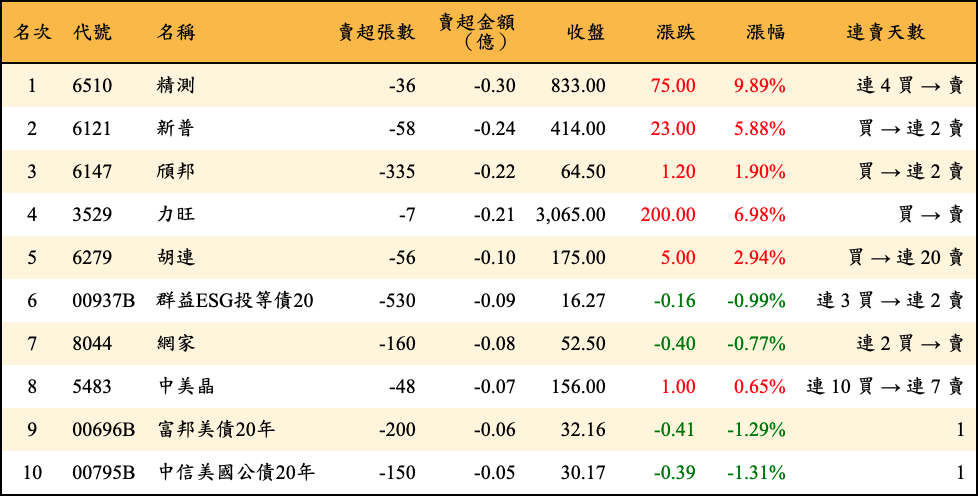 名次 代號 名稱 賣超張數 賣超金額（億） 收盤 漲跌 漲幅 連賣天數
1 6510 精測 -36 -0.30 833.00 75.00 9.89% 連 4 買 → 賣
2 6121 新普 -58 -0.24 414.00 23.00 5.88% 買 → 連 2 賣
3 6147 頎邦 -335 -0.22 64.50 1.20 1.90% 買 → 連 2 賣
4 3529 力旺 -7 -0.21 3,065.00 200.00 6.98% 買 → 賣
5 6279 胡連 -56 -0.10 175.00 5.00 2.94% 買 → 連 20 賣
6 00937B 群益ESG投等債20 -530 -0.09 16.27 -0.16 -0.99% 連 3 買 → 連 2 賣
7 8044 網家 -160 -0.08 52.50 -0.40 -0.77% 連 2 買 → 賣
8 5483 中美晶 -48 -0.07 156.00 1.00 0.65% 連 10 買 → 連 7 賣
9 00696B 富邦美債20年 -200 -0.06 32.16 -0.41 -1.29% 1
10 00795B 中信美國公債20年 -150 -0.05 30.17 -0.39 -1.31% 1